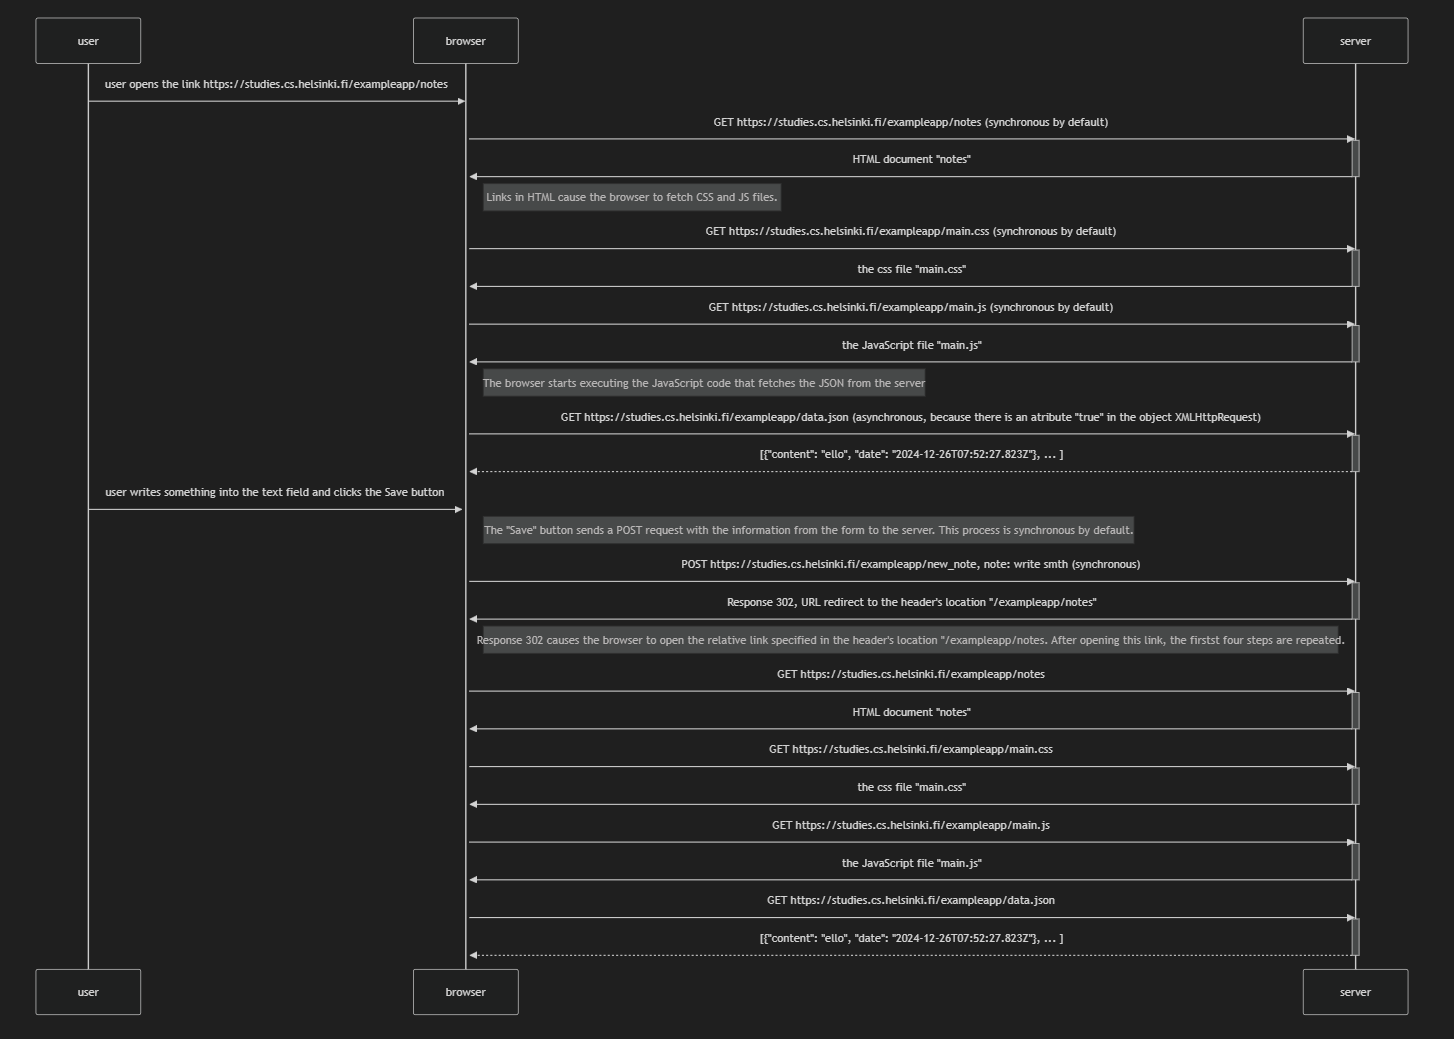 user browser server
user opens the link https://studies.cs.helsinki.fi/exampleapp/notes
GET https://studies.cs.helsinki.fi/exampleapp/notes (synchronous by default)
HTML document "notes"
Links in HTML cause the browser to fetch CSS and JS files.
GET https://studies.cs.helsinki.fi/exampleapp/main.css (synchronous by default)
the css file "main.css"
GET https://studies.cs.helsinki.fi/exampleapp/main.js (synchronous by default)
the JavaScript file "main.js"
The browser starts executing the JavaScript code that fetches the JSON from the server
GET https://studies.cs.helsinki.fi/exampleapp/data.json (asynchronous, because there is an atribute "true" in the object XMLHttpRequest)
[{"content": "ello", "date": "2024-12-26T07:52:27.823Z"}, ... ]
user writes something into the text field and clicks the Save button
The "Save" button sends a POST request with the information from the form to the server. This process is synchronous by default.
POST https://studies.cs.helsinki.fi/exampleapp/new_note, note: write smth (synchronous)
Response 302, URL redirect to the header's location "/exampleapp/notes"
Response 302 causes the browser to open the relative link specified in the header's location "/exampleapp/notes. After opening this link, the firstst four steps are repeated.
GET https://studies.cs.helsinki.fi/exampleapp/notes
HTML document "notes"
GET https://studies.cs.helsinki.fi/exampleapp/main.css
the css file "main.css"
GET https://studies.cs.helsinki.fi/exampleapp/main.js
the JavaScript file "main.js"
GET https://studies.cs.helsinki.fi/exampleapp/data.json
[{"content": "ello", "date": "2024-12-26T07:52:27.823Z"}, ... ]
user browser server